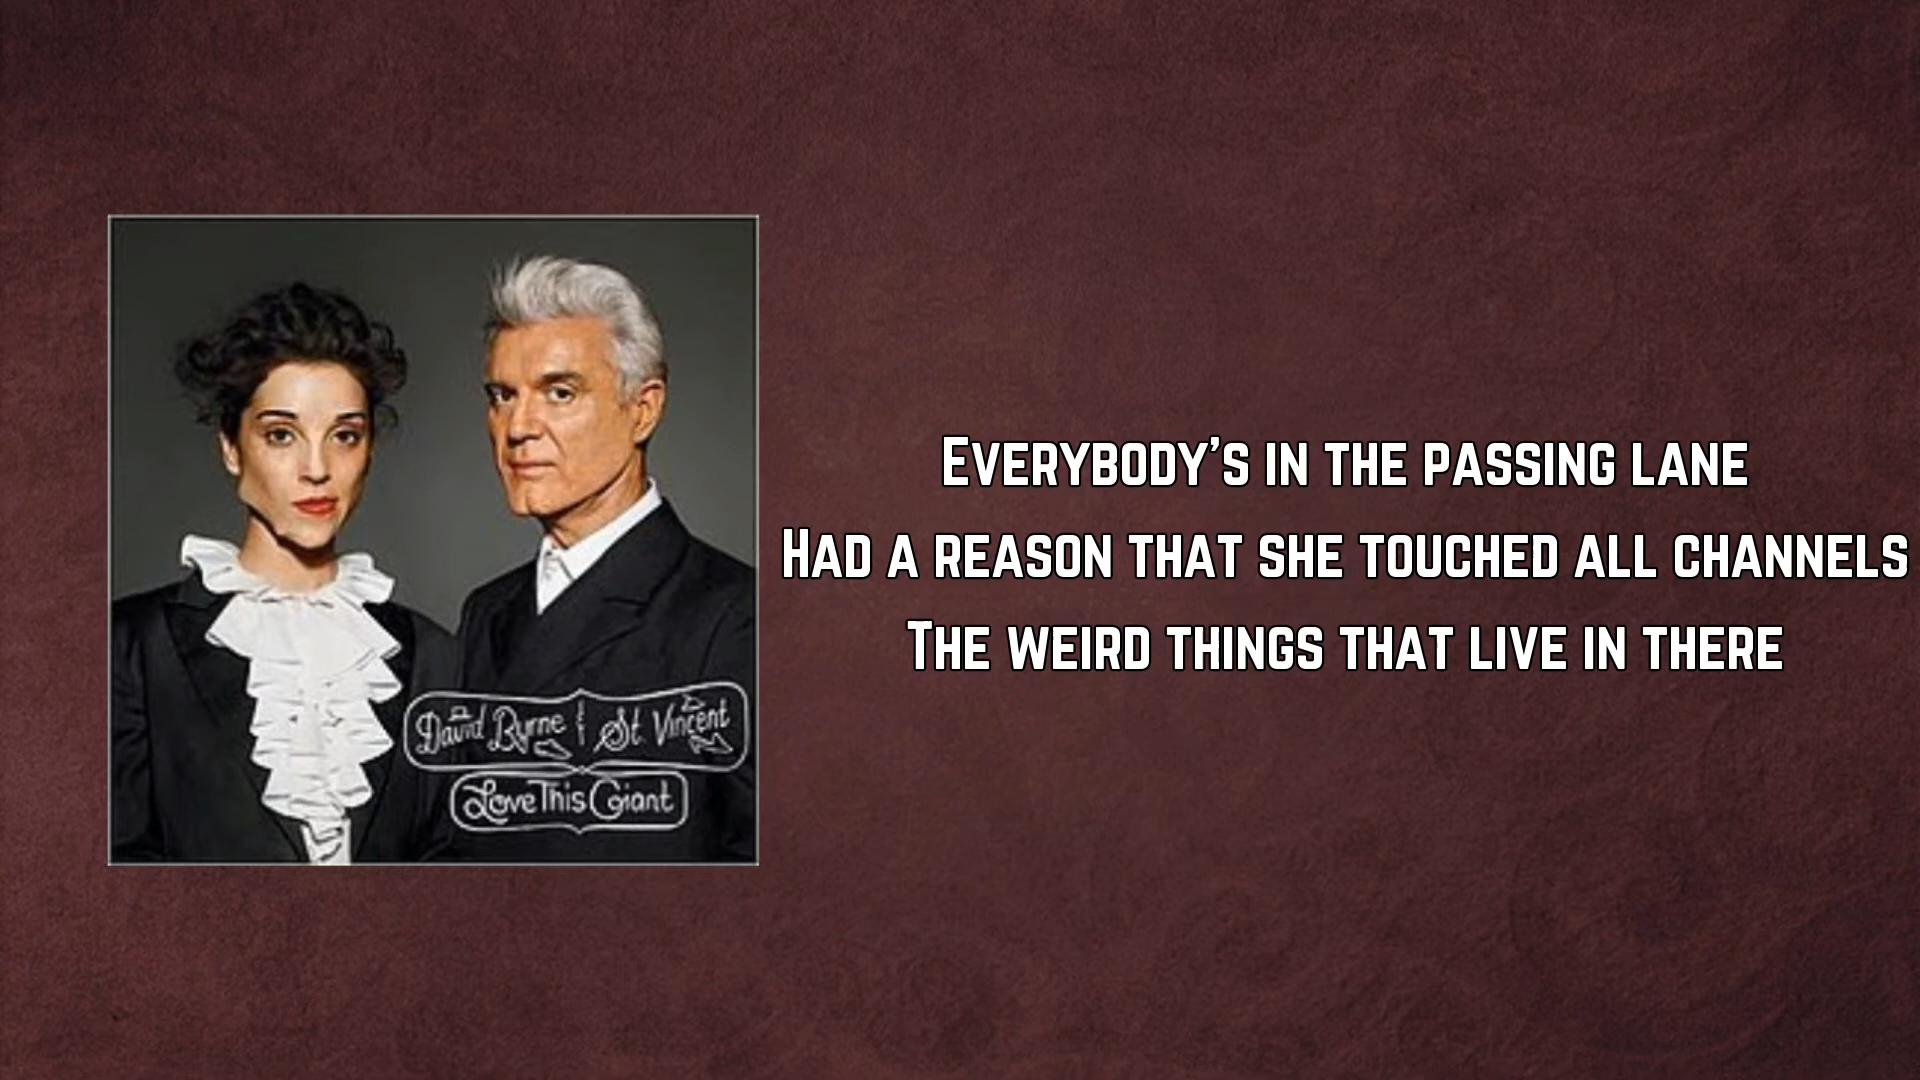 Everybody's in the passing lane
Had a reason that she touched all channels
The weird things that live in there
David Byrne & St. Vincent
Love This Giant